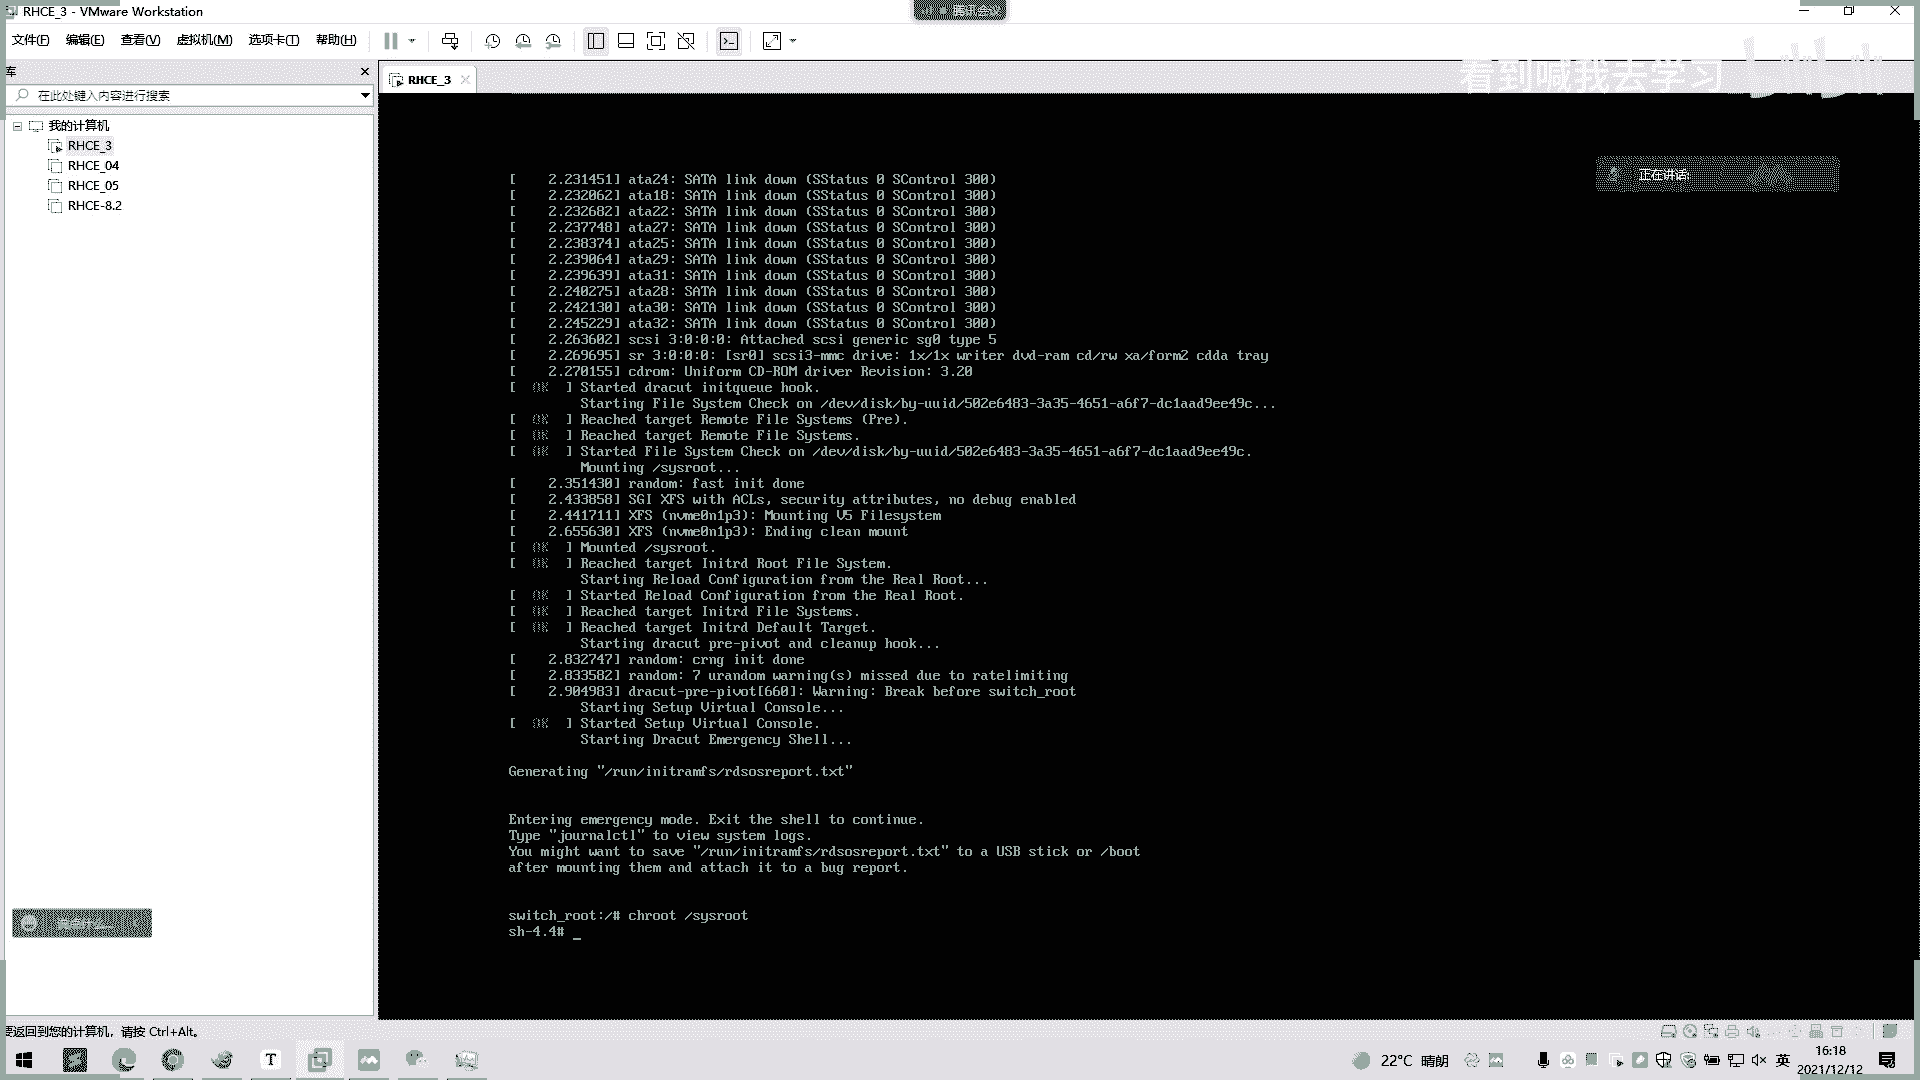 RHCE_3 - VMware Workstation
腾讯会议
文件(F) 编辑(E) 查看(V) 虚拟机(M) 选项卡(T) 帮助(H)
库
RHCE_3
看到喊我去学习
bilibili
在此处键入内容进行搜索
我的计算机
RHCE_3
RHCE_04
RHCE_05
RHCE-8.2
正在讲话:
[    2.231451] ata24: SATA link down (SStatus 0 SControl 300)
[    2.232062] ata18: SATA link down (SStatus 0 SControl 300)
[    2.232682] ata22: SATA link down (SStatus 0 SControl 300)
[    2.237748] ata27: SATA link down (SStatus 0 SControl 300)
[    2.238374] ata25: SATA link down (SStatus 0 SControl 300)
[    2.239064] ata29: SATA link down (SStatus 0 SControl 300)
[    2.239639] ata31: SATA link down (SStatus 0 SControl 300)
[    2.240275] ata28: SATA link down (SStatus 0 SControl 300)
[    2.242130] ata30: SATA link down (SStatus 0 SControl 300)
[    2.245229] ata32: SATA link down (SStatus 0 SControl 300)
[    2.263602] scsi 3:0:0:0: Attached scsi generic sg0 type 5
[    2.269695] sr 3:0:0:0: [sr0] scsi3-mmc drive: 1x/1x writer dvd-ram cd/rw xa/form2 cdda tray
[    2.270155] cdrom: Uniform CD-ROM driver Revision: 3.20
[  OK  ] Started dracut initqueue hook.
Starting File System Check on /dev/disk/by-uuid/502e6483-3a35-4651-a6f7-dc1aad9ee49c...
[  OK  ] Reached target Remote File Systems (Pre).
[  OK  ] Reached target Remote File Systems.
[  OK  ] Started File System Check on /dev/disk/by-uuid/502e6483-3a35-4651-a6f7-dc1aad9ee49c.
Mounting /sysroot...
[    2.351430] random: fast init done
[    2.433858] SGI XFS with ACLs, security attributes, no debug enabled
[    2.441711] XFS (nvme0n1p3): Mounting V5 Filesystem
[    2.655630] XFS (nvme0n1p3): Ending clean mount
[  OK  ] Mounted /sysroot.
[  OK  ] Reached target Initrd Root File System.
Starting Reload Configuration from the Real Root...
[  OK  ] Started Reload Configuration from the Real Root.
[  OK  ] Reached target Initrd File Systems.
[  OK  ] Reached target Initrd Default Target.
Starting dracut pre-pivot and cleanup hook...
[    2.832747] random: crng init done
[    2.833582] random: 7 urandom warning(s) missed due to ratelimiting
[    2.904983] dracut-pre-pivot[660]: Warning: Break before switch_root
Starting Setup Virtual Console...
[  OK  ] Started Setup Virtual Console.
Starting Dracut Emergency Shell...
Generating "/run/initramfs/rdsosreport.txt"
Entering emergency mode. Exit the shell to continue.
Type "journalctl" to view system logs.
You might want to save "/run/initramfs/rdsosreport.txt" to a USB stick or /boot
after mounting them and attach it to a bug report.
switch_root:/# chroot /sysroot
sh-4.4# _
要返回到您的计算机，请按 Ctrl+Alt。
22°C 晴朗
英
16:18
2021/12/12